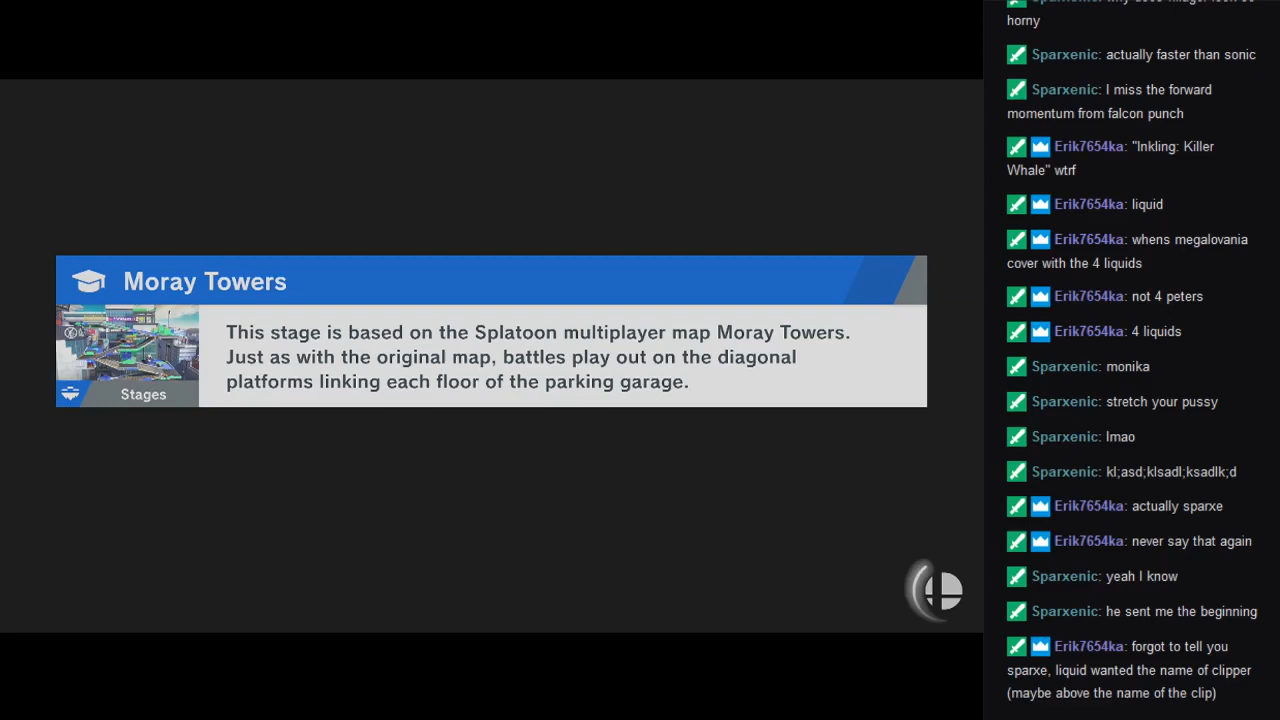 Moray Towers
This stage is based on the Splatoon multiplayer map Moray Towers.
Just as with the original map, battles play out on the diagonal
platforms linking each floor of the parking garage.
Stages
horny
Sparxenic: actually faster than sonic
Sparxenic: I miss the forward
momentum from falcon punch
Erik7654ka: "Inkling: Killer
Whale" wtrf
Erik7654ka: liquid
Erik7654ka: whens megalovania
cover with the 4 liquids
Erik7654ka: not 4 peters
Erik7654ka: 4 liquids
Sparxenic: monika
Sparxenic: stretch your pussy
Sparxenic: lmao
Sparxenic: kl;asd;klsadl;ksadlk;d
Erik7654ka: actually sparxe
Erik7654ka: never say that again
Sparxenic: yeah I know
Sparxenic: he sent me the beginning
Erik7654ka: forgot to tell you
sparxe, liquid wanted the name of clipper
(maybe above the name of the clip)